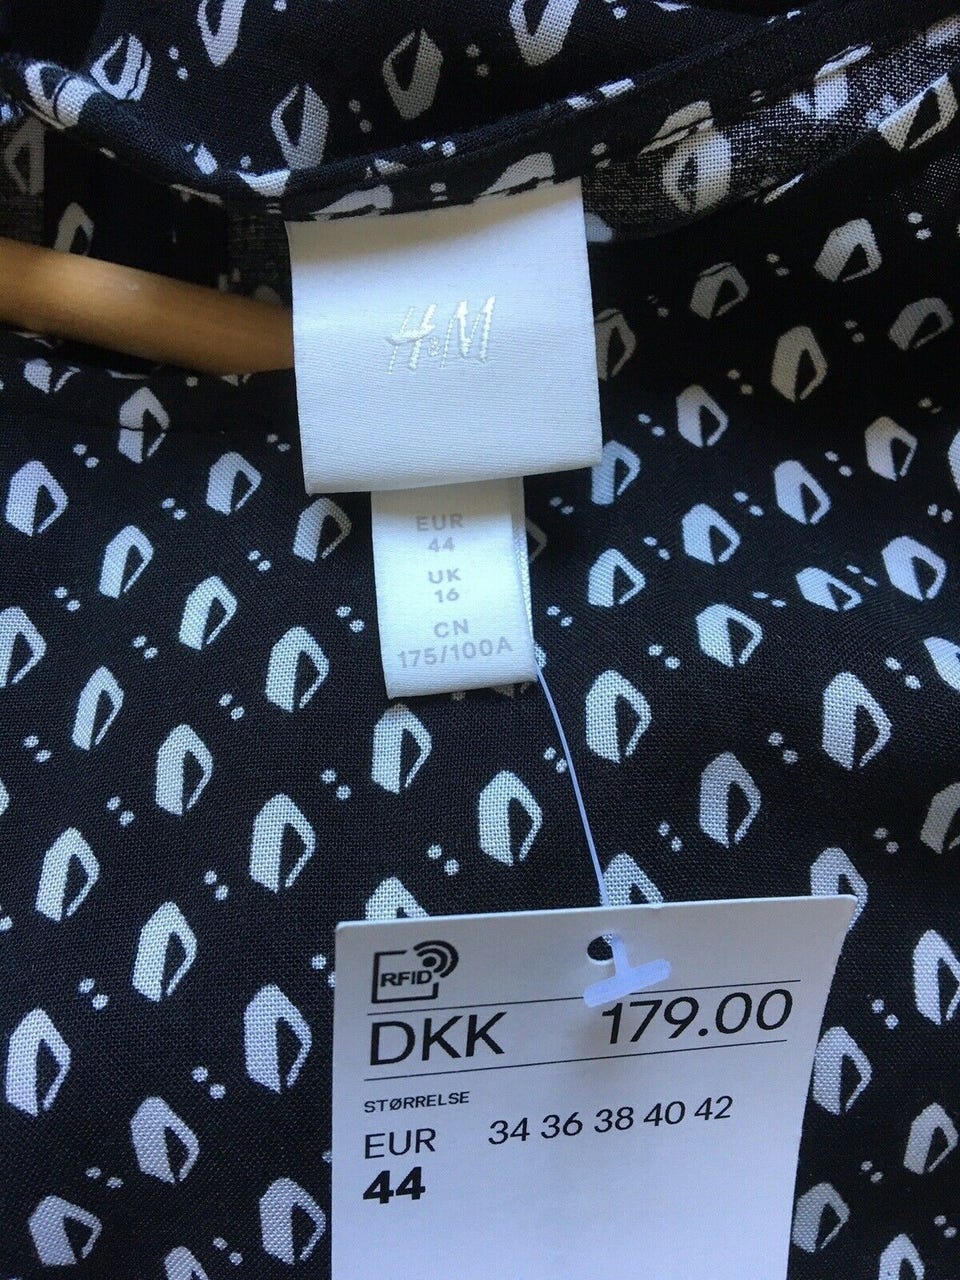 H&M
EUR
44
UK
16
CN
175/100A
RFID
DKK 179.00
STØRRELSE
EUR 34 36 38 40 42
44